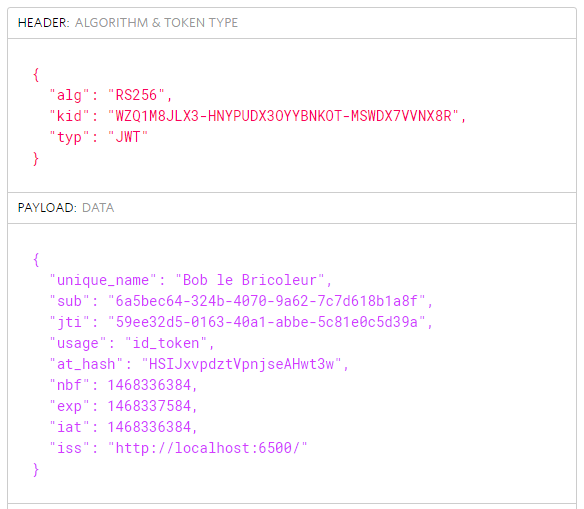 HEADER: ALGORITHM & TOKEN TYPE
{
"alg": "RS256",
"kid": "WZQ1M8JLX3-HNYPUDX3OYYBNKOT-MSWDX7VVNX8R",
"typ": "JWT"
}
PAYLOAD: DATA
{
"unique_name": "Bob le Bricoleur",
"sub": "6a5bec64-324b-4070-9a62-7c7d618b1a8f",
"jti": "59ee32d5-0163-40a1-abbe-5c81e0c5d39a",
"usage": "id_token",
"at_hash": "HSIJxvpdztVpnjseAHwt3w",
"nbf": 1468336384,
"exp": 1468337584,
"iat": 1468336384,
"iss": "http://localhost:6500/"
}